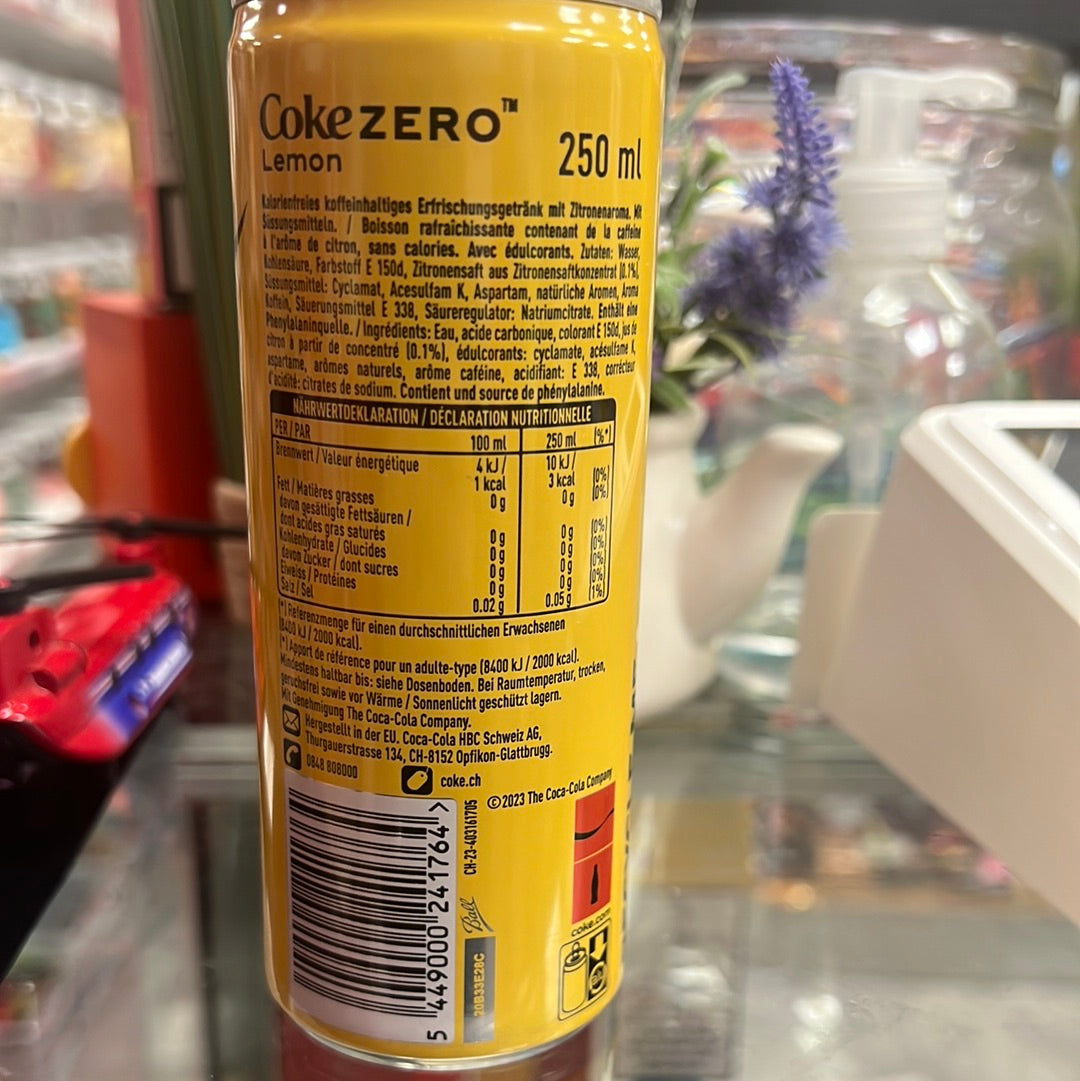 Coke ZERO™
Lemon
250 ml
Kalorienfreies koffeinhaltiges Erfrischungsgetränk mit Zitronenaroma. Mit
Süssungsmitteln. / Boisson rafraîchissante contenant de la caféine
à l'arôme de citron, sans calories. Avec édulcorants. Zutaten: Wasser,
Kohlensäure, Farbstoff E 150d, Zitronensaft aus Zitronensaftkonzentrat (0.1%),
Süssungsmittel: Cyclamat, Acesulfam K, Aspartam, natürliche Aromen, Aroma
Koffein, Säuerungsmittel E 338, Säureregulator: Natriumcitrate. Enthält eine
Phenylalaninquelle. / Ingrédients: Eau, acide carbonique, colorant E 150d, jus de
citron à partir de concentré (0.1%), édulcorants: cyclamate, acésulfame K,
aspartame, arômes naturels, arôme caféine, acidifiant: E 338, correcteur
d'acidité: citrates de sodium. Contient und source de phénylalanine.
NÄHRWERTDEKLARATION / DÉCLARATION NUTRITIONNELLE
PER / PAR 100 ml 250 ml (%*)
Brennwert / Valeur énergétique 4 kJ / 10 kJ /
1 kcal 3 kcal (0%)
Fett / Matières grasses 0 g 0 g (0%)
davon gesättigte Fettsäuren /
dont acides gras saturés 0 g 0 g (0%)
Kohlenhydrate / Glucides 0 g 0 g (0%)
davon Zucker / dont sucres 0 g 0 g (0%)
Eiweiss / Protéines 0 g 0 g (0%)
Salz / Sel 0.02 g 0.05 g (1%)
*) Referenzmenge für einen durchschnittlichen Erwachsenen
(8400 kJ / 2000 kcal).
*) Apport de référence pour un adulte-type (8400 kJ / 2000 kcal).
Mindestens haltbar bis: siehe Dosenboden. Bei Raumtemperatur, trocken,
geruchsfrei sowie vor Wärme / Sonnenlicht geschützt lagern.
Mit Genehmigung The Coca-Cola Company.
Hergestellt in der EU. Coca-Cola HBC Schweiz AG,
Thurgauerstrasse 134, CH-8152 Opfikon-Glattbrugg.
0848 808000
coke.ch
©2023 The Coca-Cola Company
5 449000 241764 >
CH-23-403161705
Ball
20B33E28C
coke.com